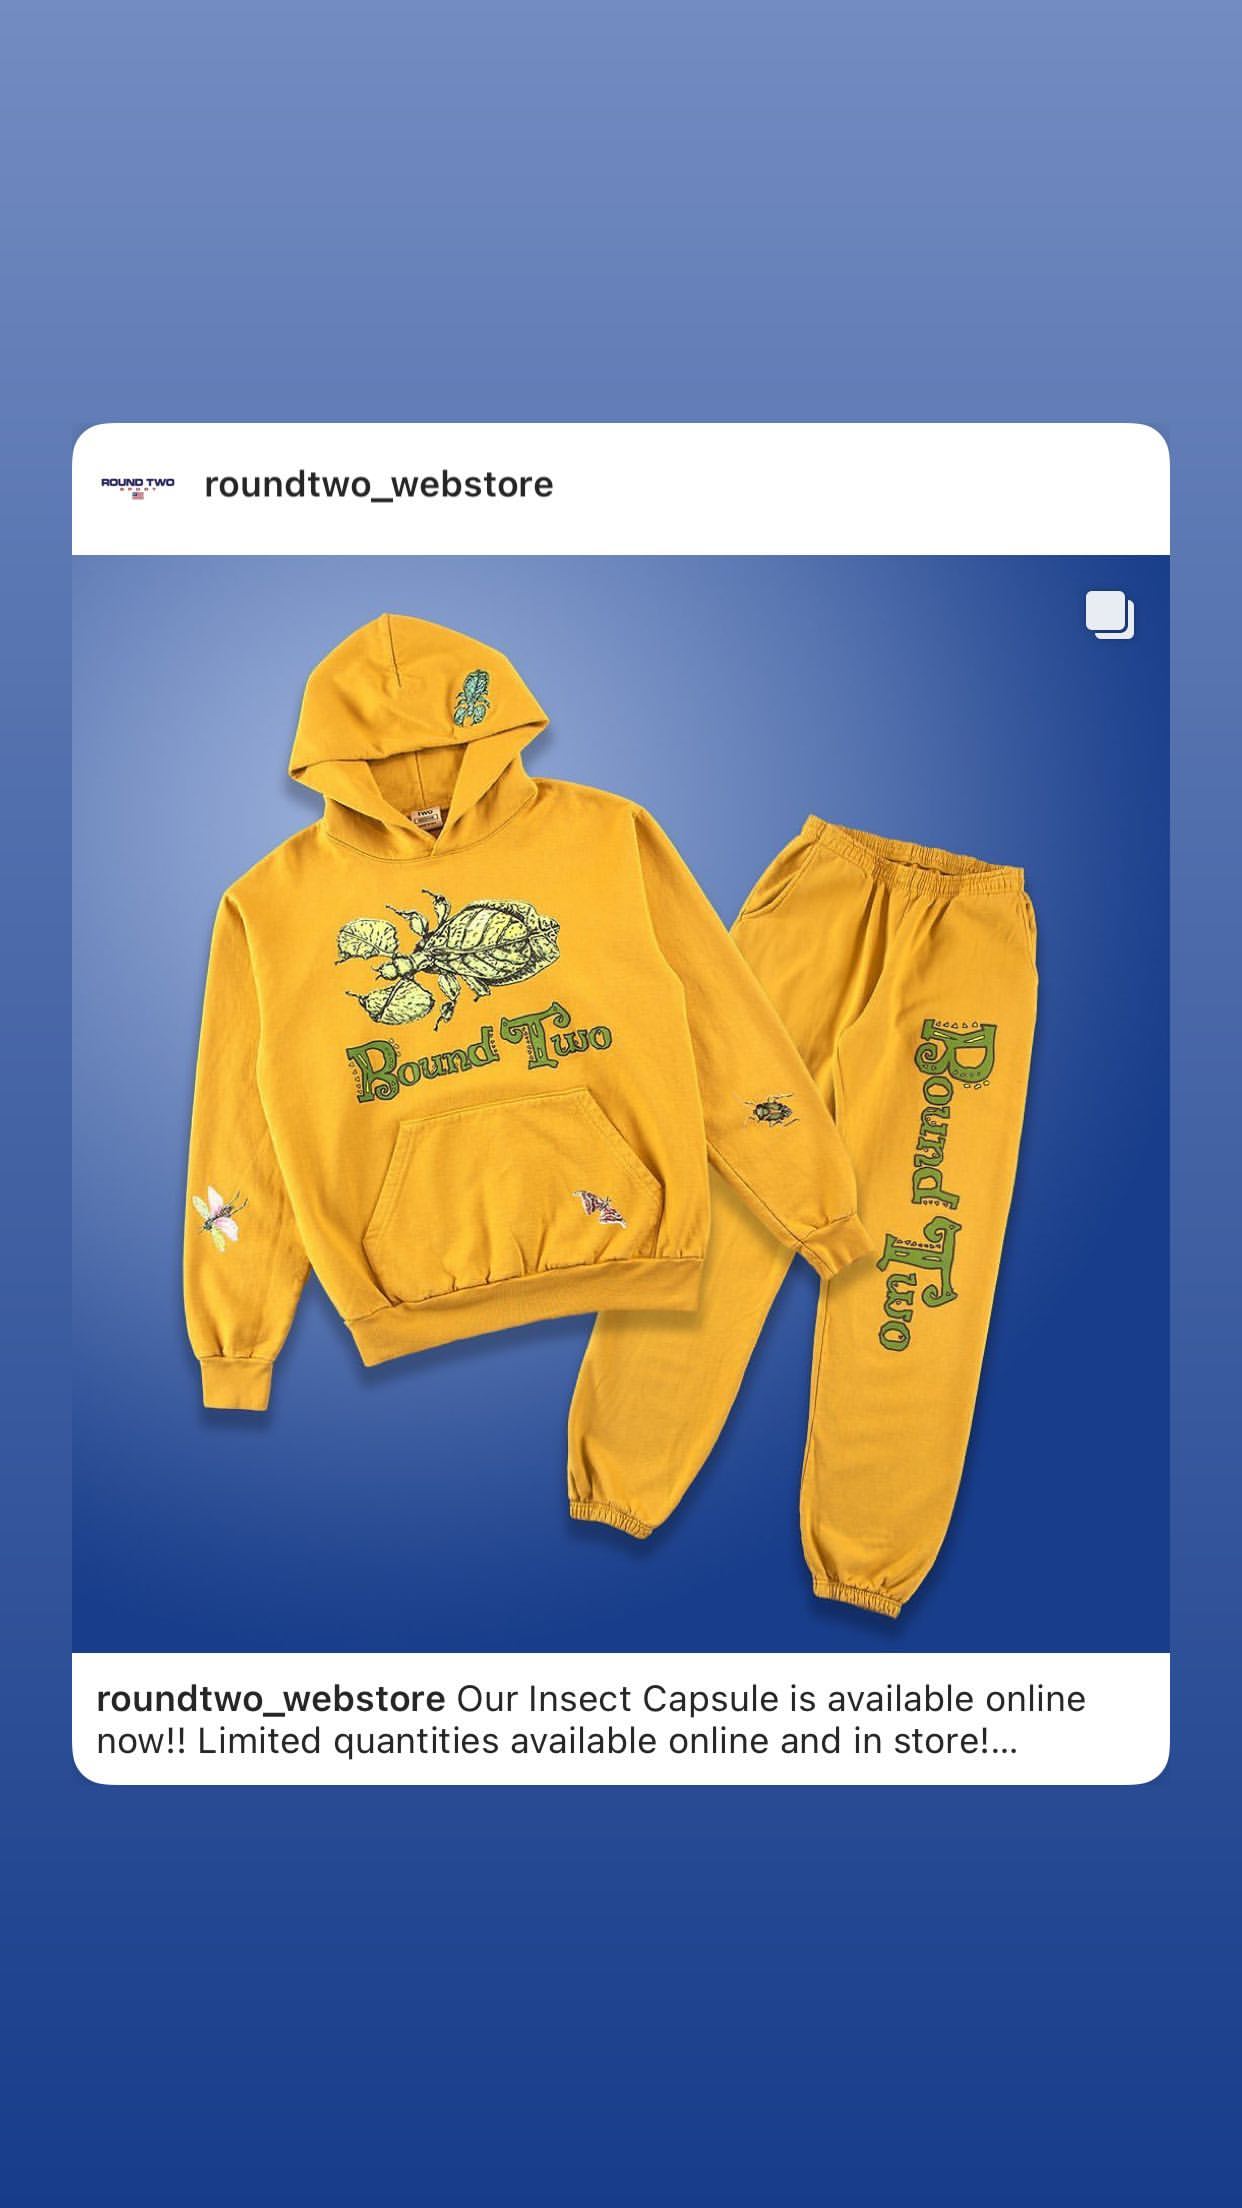 ROUND TWO
SPORT
roundtwo_webstore
TWO
Round Two
Round Two
roundtwo_webstore Our Insect Capsule is available online
now!! Limited quantities available online and in store!...